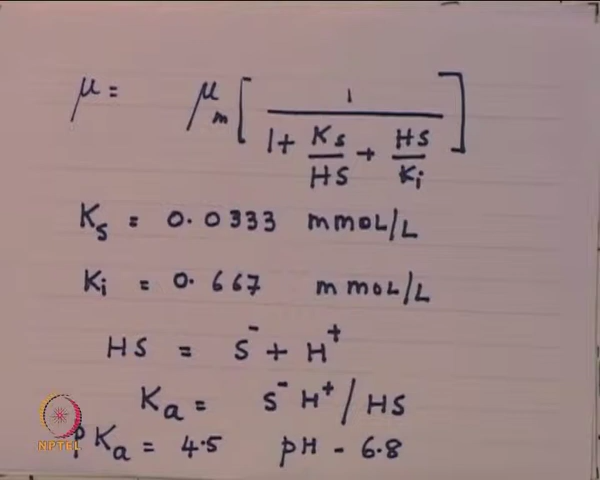 μ = μm [ 1 / (1 + Ks/HS + HS/Ki) ]
Ks = 0.0333 mmoL/L
Ki = 0.667 mmoL/L
HS = S⁻ + H⁺
Ka = S⁻ H⁺ / HS
pKa = 4.5 pH - 6.8
NPTEL